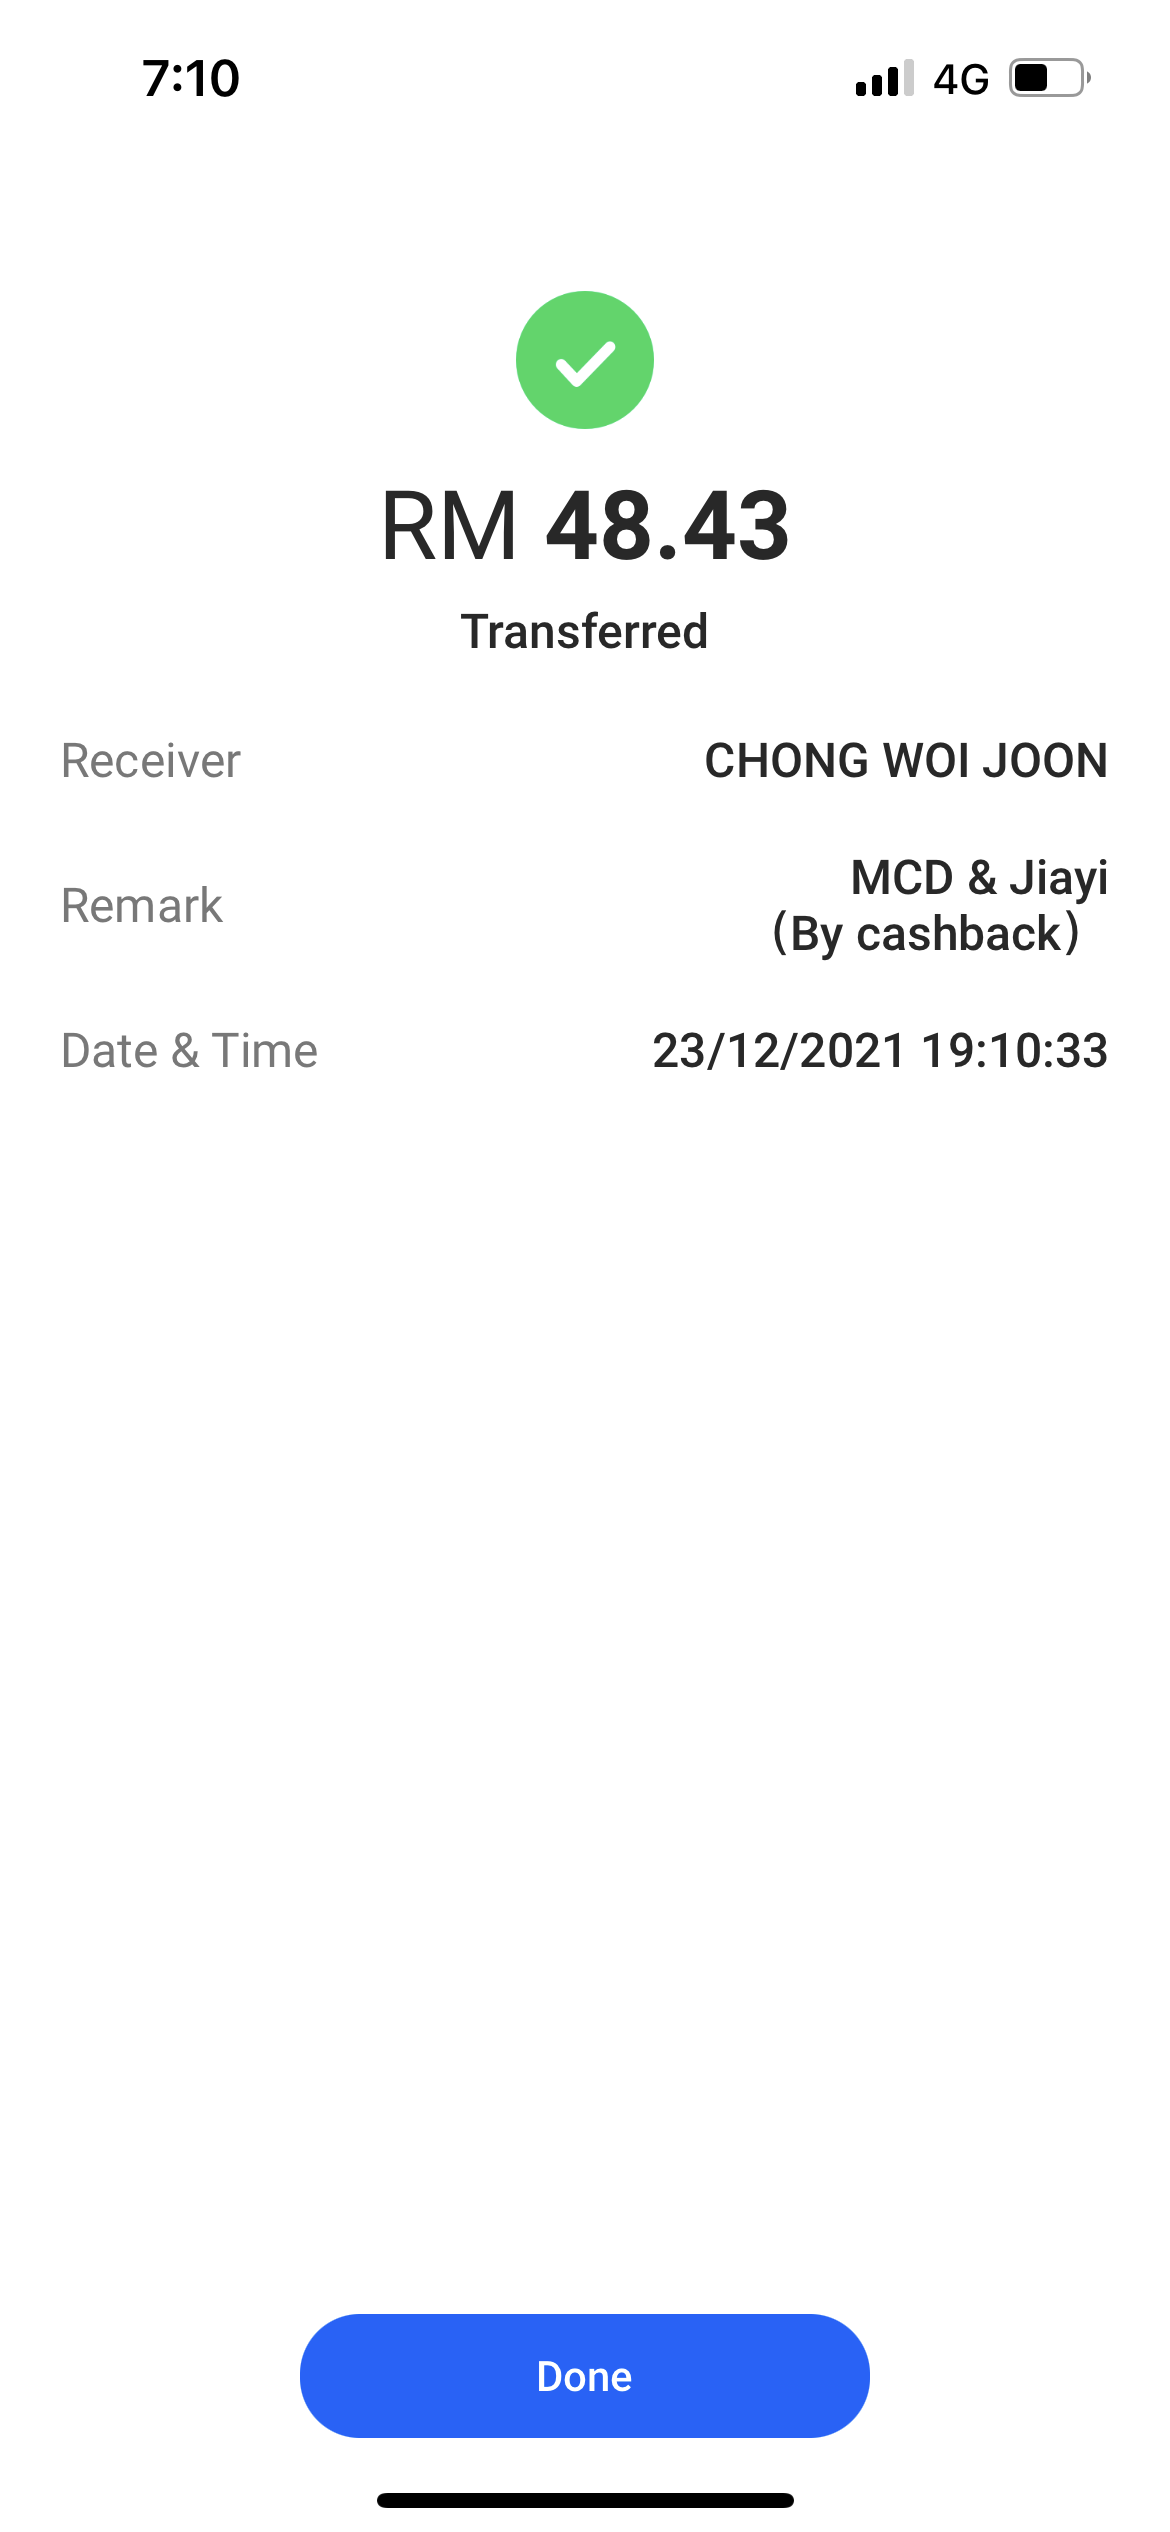 7:10
4G
RM 48.43
Transferred
Receiver
CHONG WOI JOON
Remark
MCD & Jiayi
（By cashback）
Date & Time
23/12/2021 19:10:33
Done